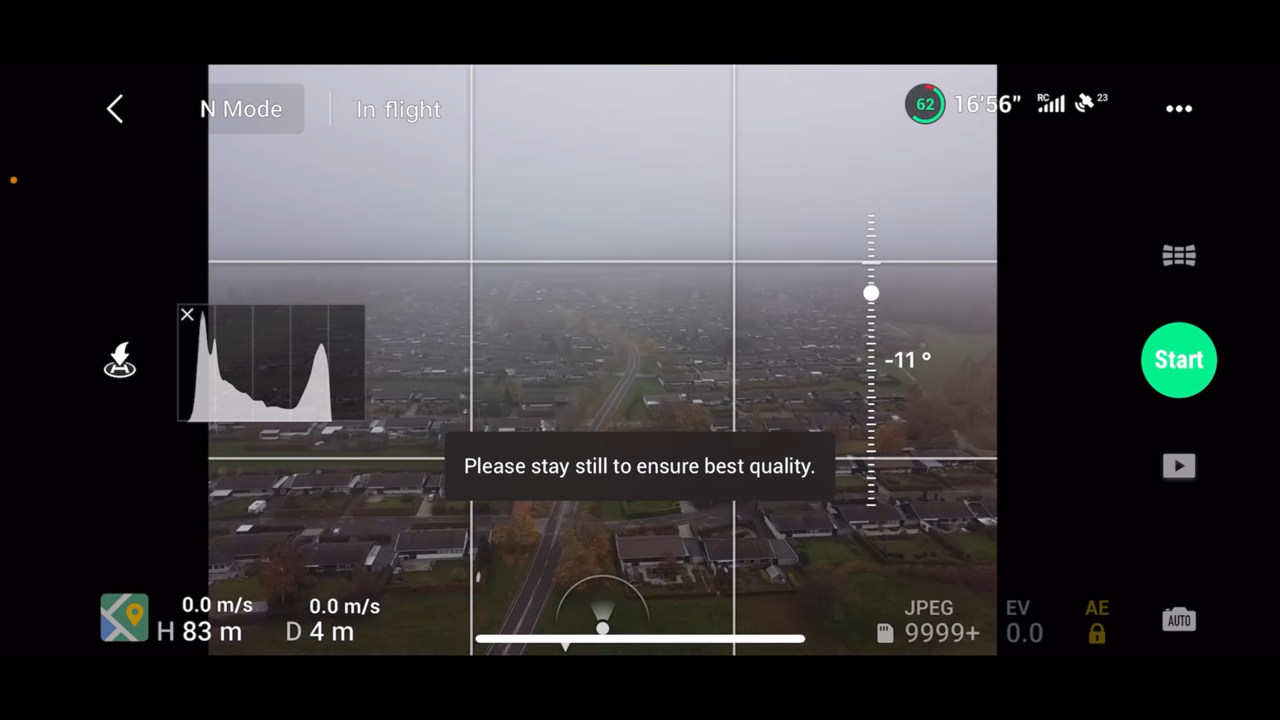 N Mode
In flight
62
16'56"
RC
23
-11°
Start
Please stay still to ensure best quality.
0.0 m/s
0.0 m/s
H 83 m
D 4 m
JPEG
9999+
EV
0.0
AE
AUTO